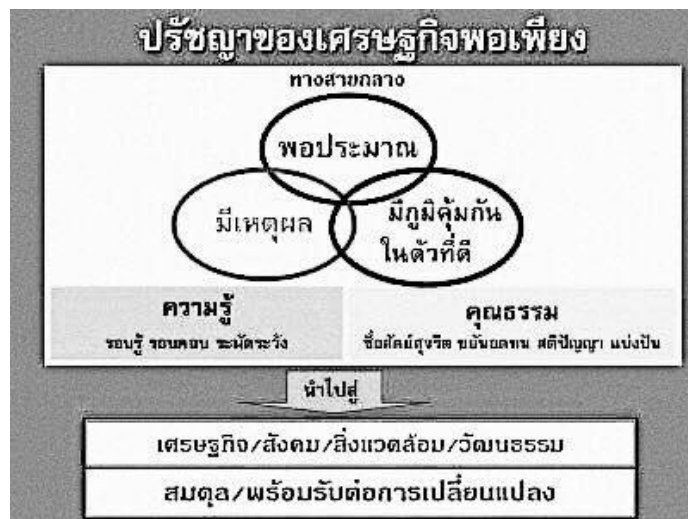 ปรัชญาของเศรษฐกิจพอเพียง
ทางสายกลาง
พอประมาณ
มีเหตุผล
มีภูมิคุ้มกัน
ในตัวที่ดี
ความรู้
รอบรู้ รอบคอบ ระมัดระวัง
คุณธรรม
ซื่อสัตย์สุจริต ขยันอดทน สติปัญญา แบ่งปัน
นำไปสู่
เศรษฐกิจ/สังคม/สิ่งแวดล้อม/วัฒนธรรม
สมดุล/พร้อมรับต่อการเปลี่ยนแปลง